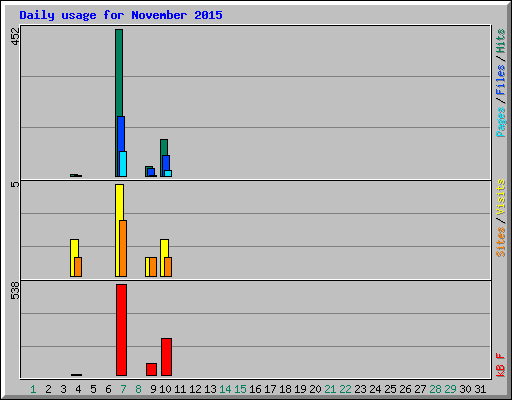 Daily usage for November 2015
452
5
538
Pages / Files / Hits
Sites / Visits
kB F
1 2 3 4 5 6 7 8 9 10 11 12 13 14 15 16 17 18 19 20 21 22 23 24 25 26 27 28 29 30 31